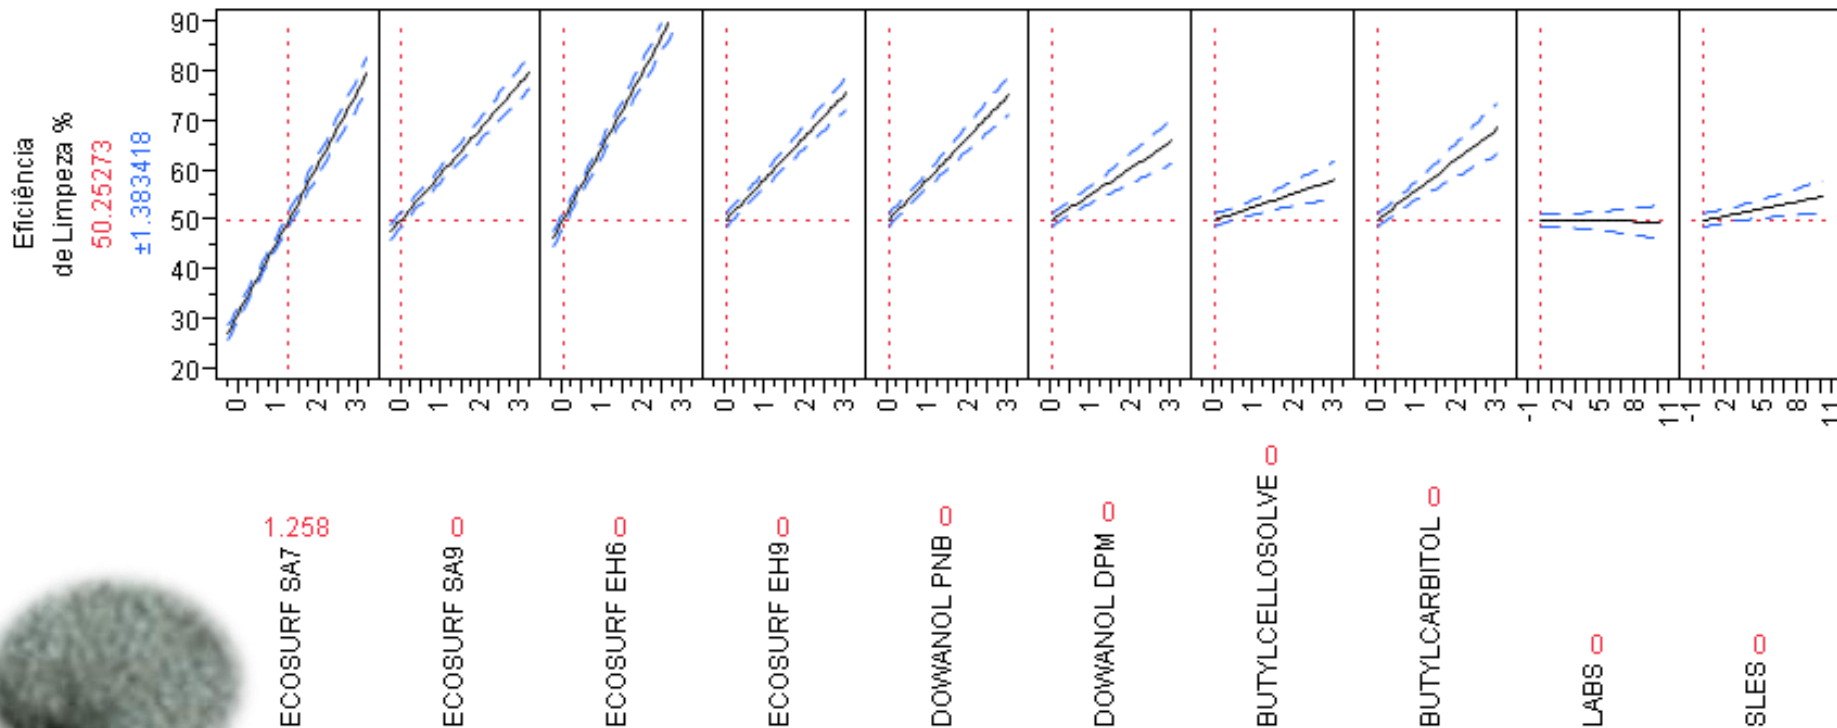 Eficiência
de Limpeza %
50.25273
±1.383418
90
80
70
60
50
40
30
20
0 1 2 3
0 1 2 3
0 1 2 3
0 1 2 3
0 1 2 3
0 1 2 3
0 1 2 3
0 1 2 3
-1 2 5 8 11
-1 2 5 8 11
1.258
ECOSURF SA7
0
ECOSURF SA9
0
ECOSURF EH6
0
ECOSURF EH9
0
DOWANOL PNB
0
DOWANOL DPM
0
BUTYLCELLOSOLVE
0
BUTYLCARBITOL
0
LABS
0
SLES